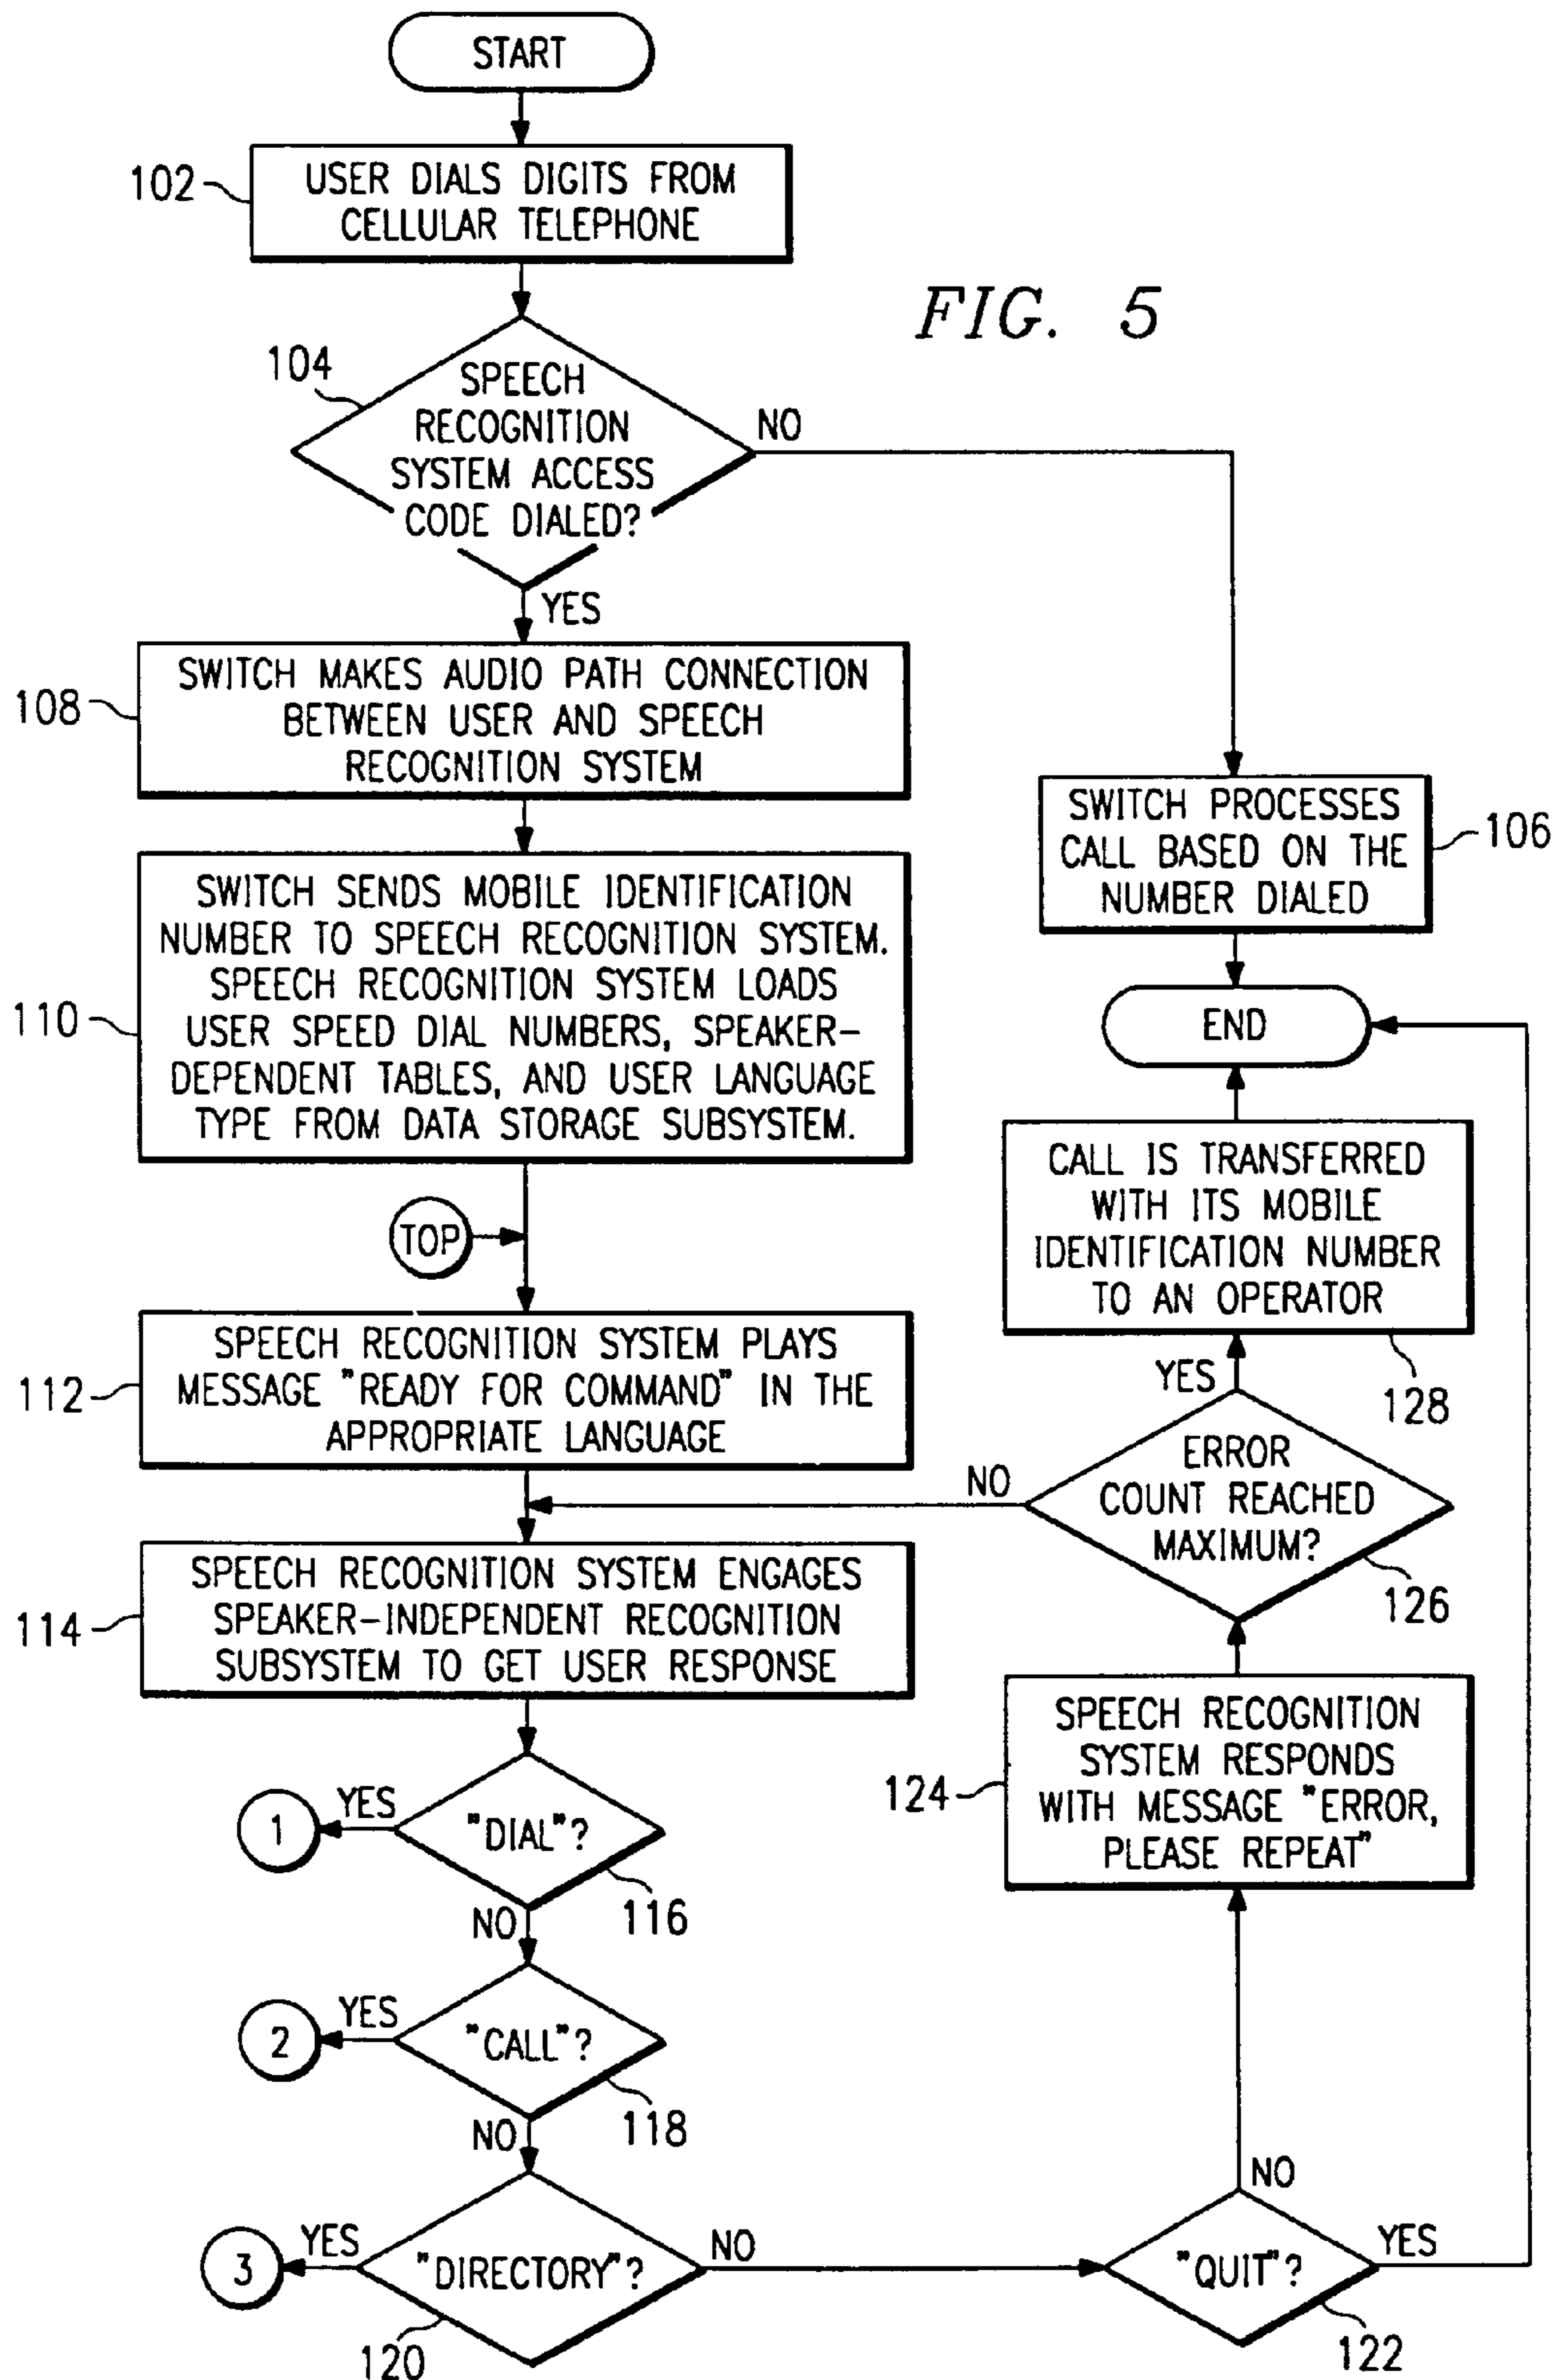 START
102
USER DIALS DIGITS FROM
CELLULAR TELEPHONE
FIG. 5
104
SPEECH
RECOGNITION
SYSTEM ACCESS
CODE DIALED?
NO
YES
108
SWITCH MAKES AUDIO PATH CONNECTION
BETWEEN USER AND SPEECH
RECOGNITION SYSTEM
SWITCH PROCESSES
CALL BASED ON THE
NUMBER DIALED
106
110
SWITCH SENDS MOBILE IDENTIFICATION
NUMBER TO SPEECH RECOGNITION SYSTEM.
SPEECH RECOGNITION SYSTEM LOADS
USER SPEED DIAL NUMBERS, SPEAKER-
DEPENDENT TABLES, AND USER LANGUAGE
TYPE FROM DATA STORAGE SUBSYSTEM.
END
TOP
CALL IS TRANSFERRED
WITH ITS MOBILE
IDENTIFICATION NUMBER
TO AN OPERATOR
128
112
SPEECH RECOGNITION SYSTEM PLAYS
MESSAGE "READY FOR COMMAND" IN THE
APPROPRIATE LANGUAGE
YES
ERROR
COUNT REACHED
MAXIMUM?
NO
126
114
SPEECH RECOGNITION SYSTEM ENGAGES
SPEAKER-INDEPENDENT RECOGNITION
SUBSYSTEM TO GET USER RESPONSE
124
SPEECH RECOGNITION
SYSTEM RESPONDS
WITH MESSAGE "ERROR,
PLEASE REPEAT"
1
YES
"DIAL"?
116
NO
2
YES
"CALL"?
118
NO
3
YES
"DIRECTORY"?
NO
120
NO
"QUIT"?
YES
122